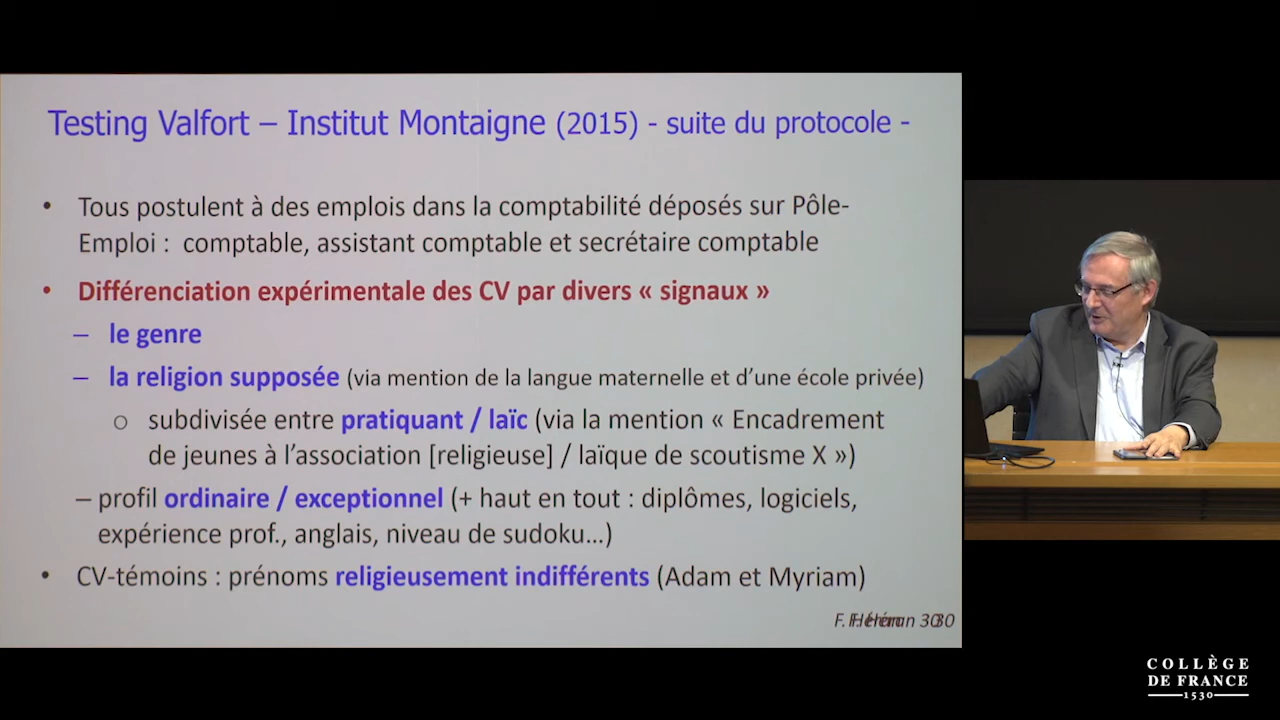 Testing Valfort – Institut Montaigne (2015) - suite du protocole -
• Tous postulent à des emplois dans la comptabilité déposés sur Pôle-
Emploi : comptable, assistant comptable et secrétaire comptable
• Différenciation expérimentale des CV par divers « signaux »
– le genre
– la religion supposée (via mention de la langue maternelle et d'une école privée)
o subdivisée entre pratiquant / laïc (via la mention « Encadrement
de jeunes à l'association [religieuse] / laïque de scoutisme X »)
– profil ordinaire / exceptionnel (+ haut en tout : diplômes, logiciels,
expérience prof., anglais, niveau de sudoku...)
• CV-témoins : prénoms religieusement indifférents (Adam et Myriam)
F. Héran 30
COLLÈGE
DE FRANCE
1530